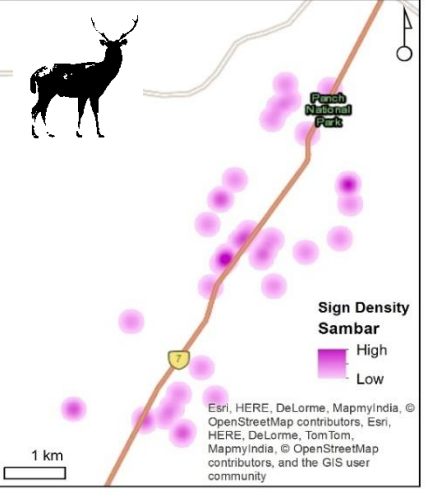 Panch
National
Park
Sign Density
Sambar
High
Low
7
Esri, HERE, DeLorme, MapmyIndia, ©
OpenStreetMap contributors, Esri,
HERE, DeLorme, TomTom,
MapmyIndia, © OpenStreetMap
contributors, and the GIS user
community
1 km